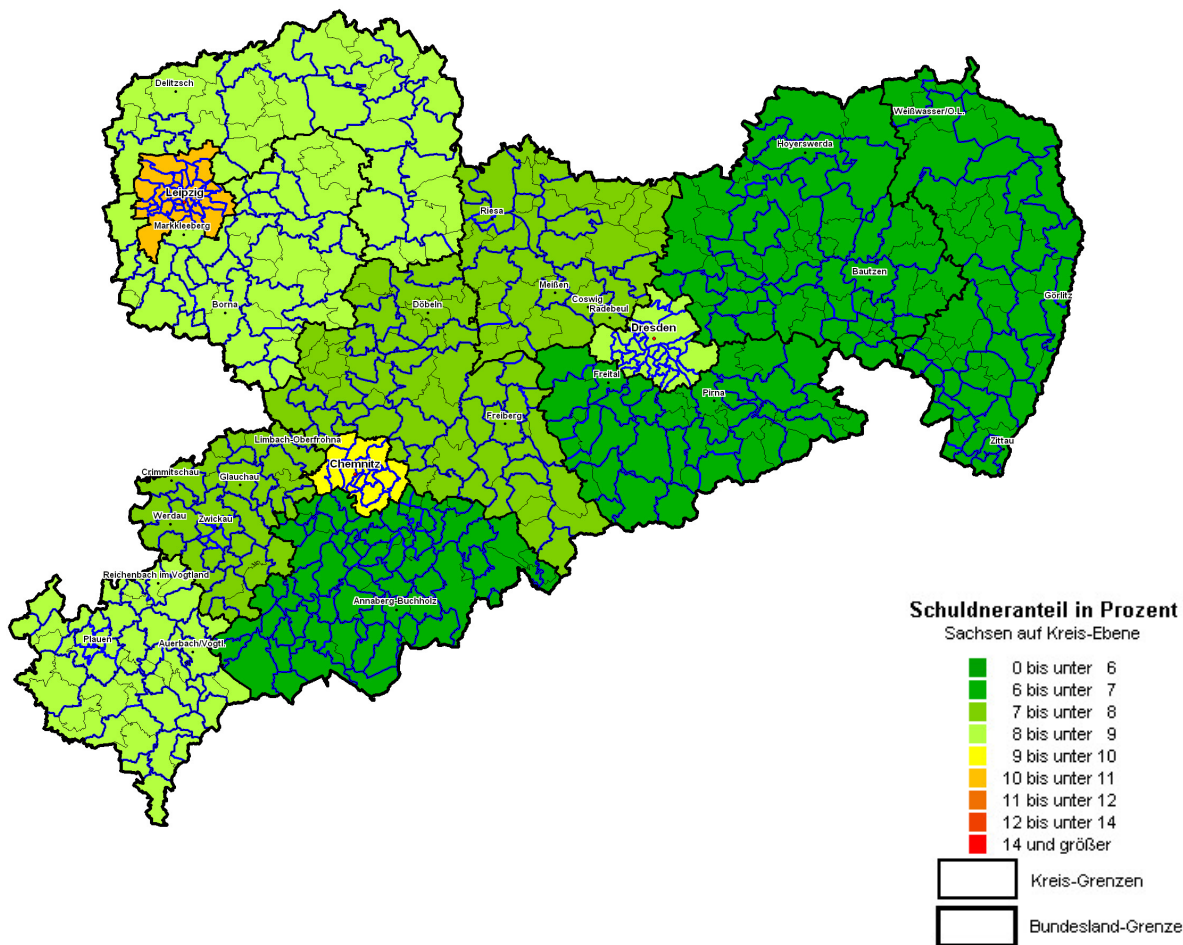 Delitzsch
Weißwasser/O.L.
Hoyerswerda
Leipzig
Riesa
Markkleeberg
Bautzen
Meißen
Görlitz
Coswig
Borna
Döbeln
Radebeul
Dresden
Freital
Pirna
Freiberg
Limbach-Oberfrohna
Zittau
Chemnitz
Crimmitschau
Glauchau
Werdau
Zwickau
Reichenbach im Vogtland
Annaberg-Buchholz
Plauen
Auerbach/Vogtl.
Schuldneranteil in Prozent
Sachsen auf Kreis-Ebene
0 bis unter 6
6 bis unter 7
7 bis unter 8
8 bis unter 9
9 bis unter 10
10 bis unter 11
11 bis unter 12
12 bis unter 14
14 und größer
Kreis-Grenzen
Bundesland-Grenze